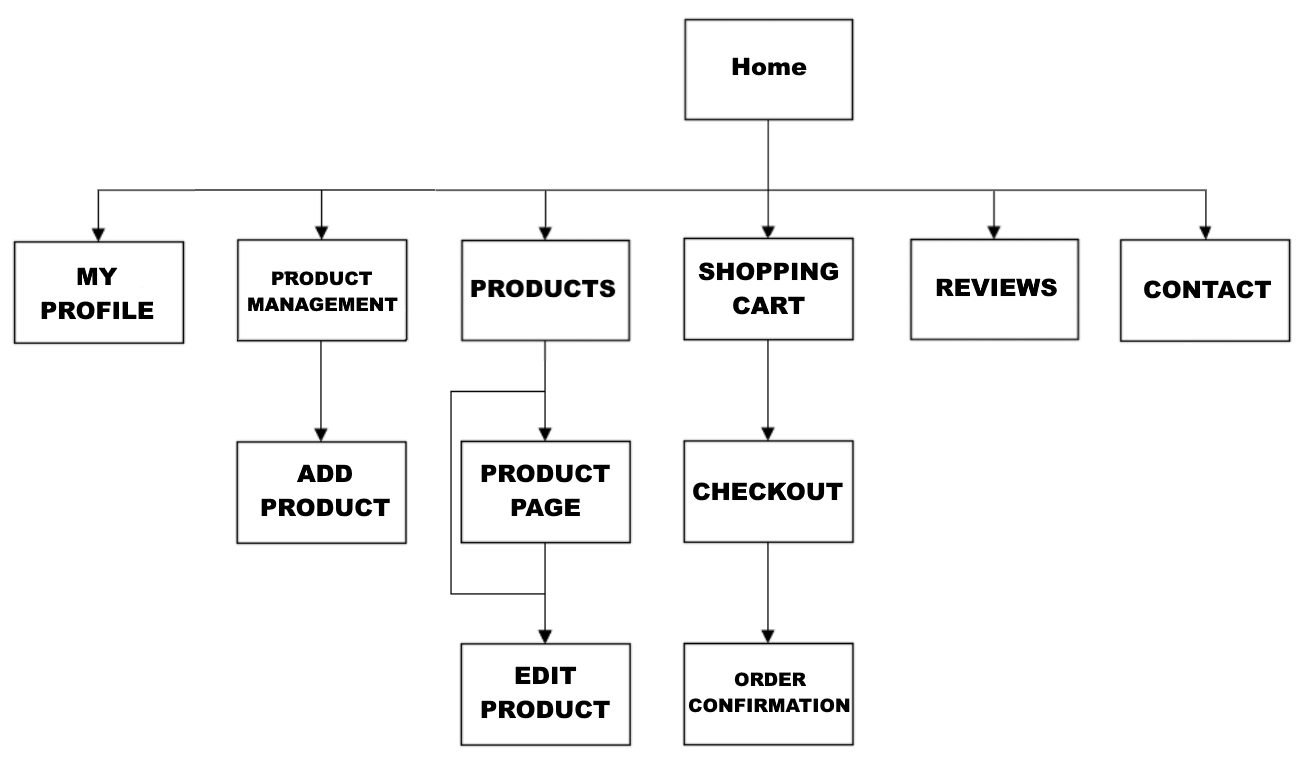 Home
MY
PROFILE
PRODUCT
MANAGEMENT
PRODUCTS
SHOPPING
CART
REVIEWS
CONTACT
ADD
PRODUCT
PRODUCT
PAGE
CHECKOUT
EDIT
PRODUCT
ORDER
CONFIRMATION